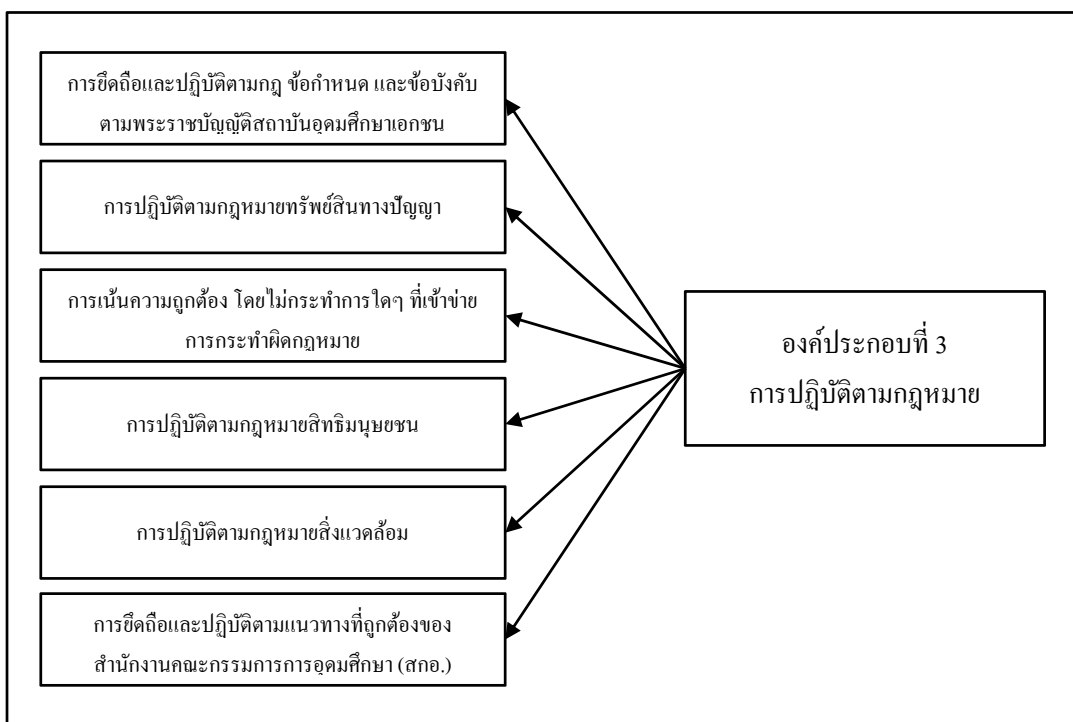 การยึดถือและปฏิบัติตามกฎ ข้อกำหนด และข้อบังคับ
ตามพระราชบัญญัติสถาบันอุดมศึกษาเอกชน
การปฏิบัติตามกฎหมายทรัพย์สินทางปัญญา
การเน้นความถูกต้อง โดยไม่กระทำการใดๆ ที่เข้าข่าย
การกระทำผิดกฎหมาย
การปฏิบัติตามกฎหมายสิทธิมนุษยชน
การปฏิบัติตามกฎหมายสิ่งแวดล้อม
การยึดถือและปฏิบัติตามแนวทางที่ถูกต้องของ
สำนักงานคณะกรรมการการอุดมศึกษา (สกอ.)
องค์ประกอบที่ 3
การปฏิบัติตามกฎหมาย